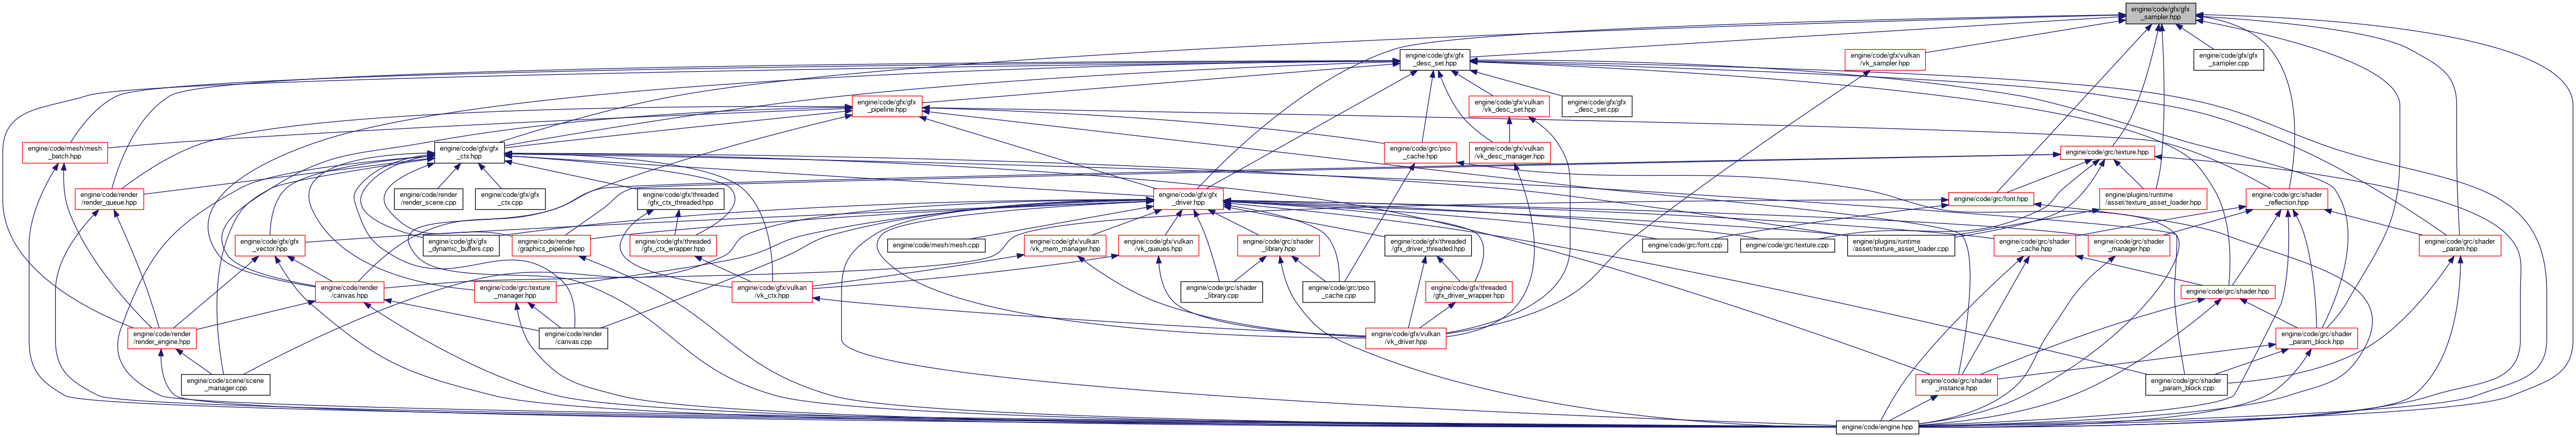 engine/code/gfx/gfx
_sampler.hpp
engine/code/gfx/gfx
_desc_set.hpp
engine/code/gfx/vulkan
/vk_sampler.hpp
engine/code/gfx/gfx
_sampler.cpp
engine/code/gfx/gfx
_pipeline.hpp
engine/code/gfx/vulkan
/vk_desc_set.hpp
engine/code/gfx/gfx
_desc_set.cpp
engine/code/mesh/mesh
_batch.hpp
engine/code/gfx/gfx
_ctx.hpp
engine/code/grc/pso
_cache.hpp
engine/code/gfx/vulkan
/vk_desc_manager.hpp
engine/code/grc/texture.hpp
engine/code/render
/render_queue.hpp
engine/code/render
/render_scene.cpp
engine/code/gfx/gfx
_ctx.cpp
engine/code/gfx/threaded
/gfx_ctx_threaded.hpp
engine/code/gfx/gfx
_driver.hpp
engine/code/grc/font.hpp
engine/plugins/runtime
/asset/texture_asset_loader.hpp
engine/code/grc/shader
_reflection.hpp
engine/code/gfx/gfx
_vector.hpp
engine/code/gfx/gfx
_dynamic_buffers.cpp
engine/code/render
/graphics_pipeline.hpp
engine/code/gfx/threaded
/gfx_ctx_wrapper.hpp
engine/code/mesh/mesh.cpp
engine/code/gfx/vulkan
/vk_mem_manager.hpp
engine/code/gfx/vulkan
/vk_queues.hpp
engine/code/grc/shader
_library.hpp
engine/code/gfx/threaded
/gfx_driver_threaded.hpp
engine/code/grc/font.cpp
engine/code/grc/texture.cpp
engine/plugins/runtime
/asset/texture_asset_loader.cpp
engine/code/grc/shader
_cache.hpp
engine/code/grc/shader
_manager.hpp
engine/code/grc/shader
_param.hpp
engine/code/render
/canvas.hpp
engine/code/grc/texture
_manager.hpp
engine/code/gfx/vulkan
/vk_ctx.hpp
engine/code/grc/shader
_library.cpp
engine/code/grc/pso
_cache.cpp
engine/code/gfx/threaded
/gfx_driver_wrapper.hpp
engine/code/grc/shader.hpp
engine/code/render
/render_engine.hpp
engine/code/render
/canvas.cpp
engine/code/gfx/vulkan
/vk_driver.hpp
engine/code/grc/shader
_param_block.hpp
engine/code/scene/scene
_manager.cpp
engine/code/grc/shader
_instance.hpp
engine/code/grc/shader
_param_block.cpp
engine/code/engine.hpp